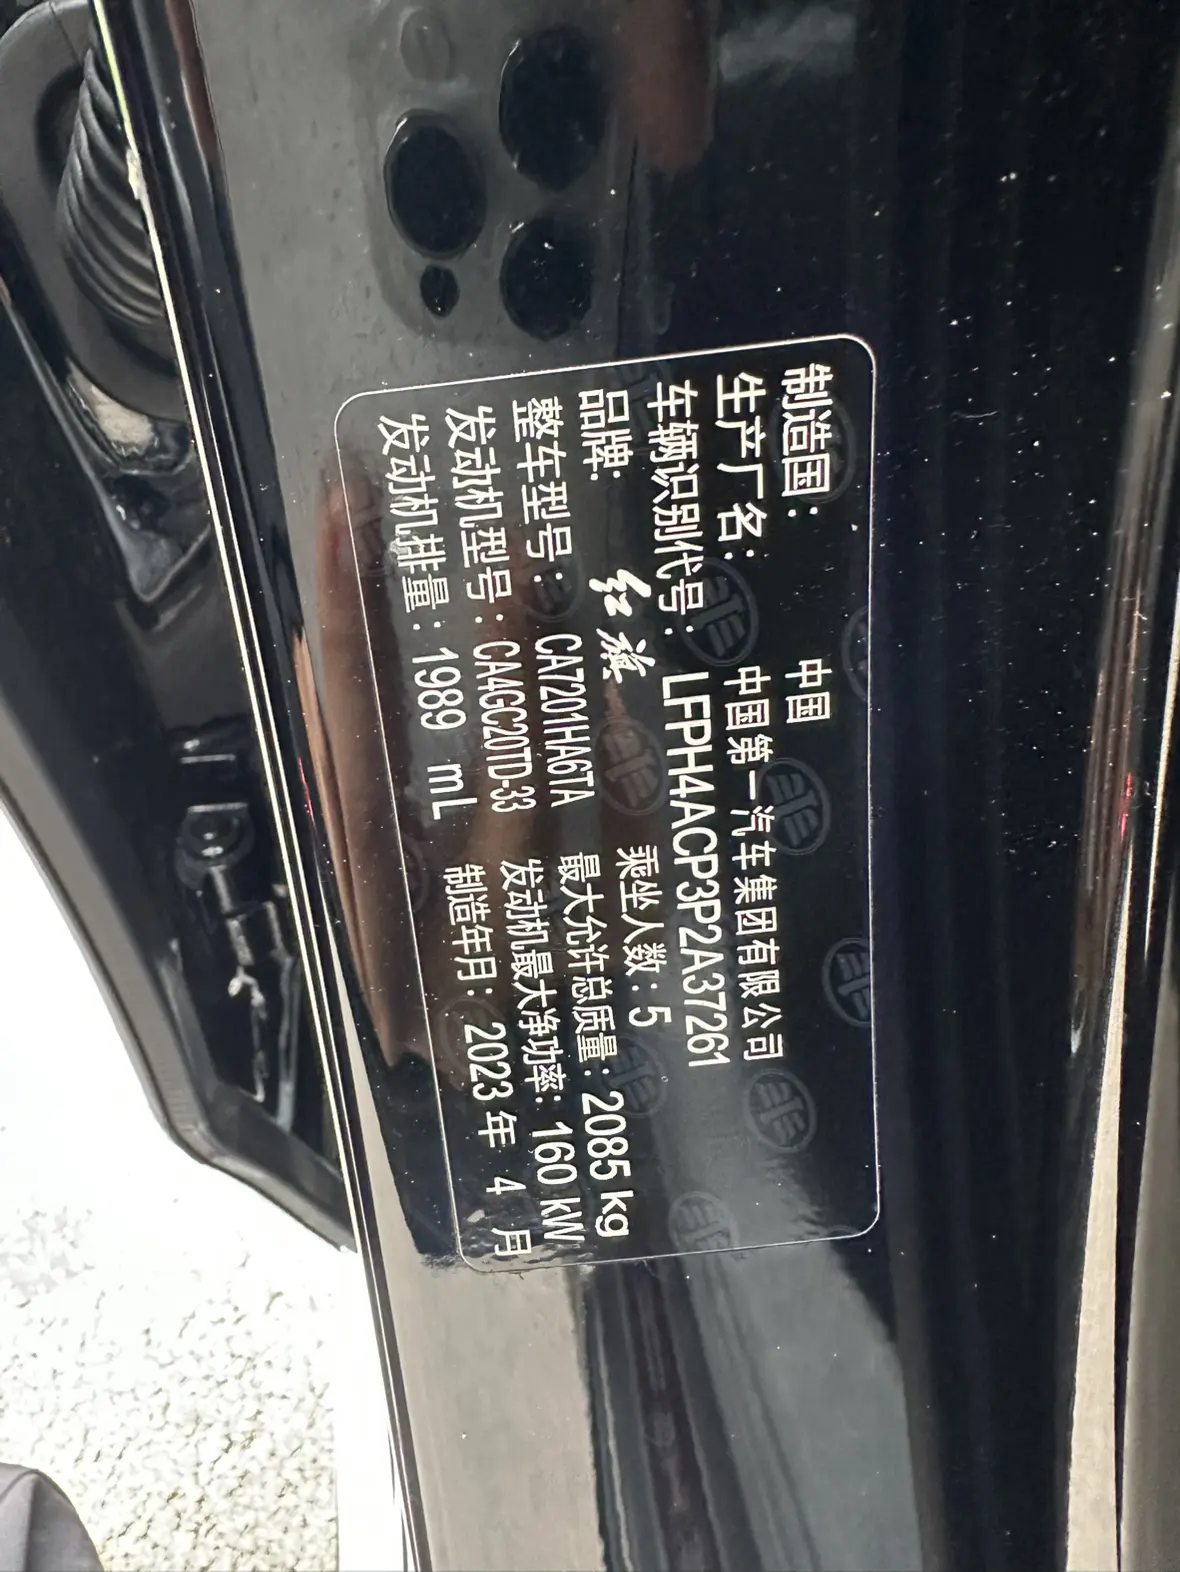 制造国： 中国
生产厂名： 中国第一汽车集团有限公司
车辆识别代号： LFPH4ACP3P2A37261
品牌： 红旗 乘坐人数：5
整车型号： CA7201HA6TA 最大允许总质量：2085 kg
发动机型号：CA4GC20TD-33 发动机最大净功率：160 kW
发动机排量：1989 mL 制造年月：2023 年 4 月